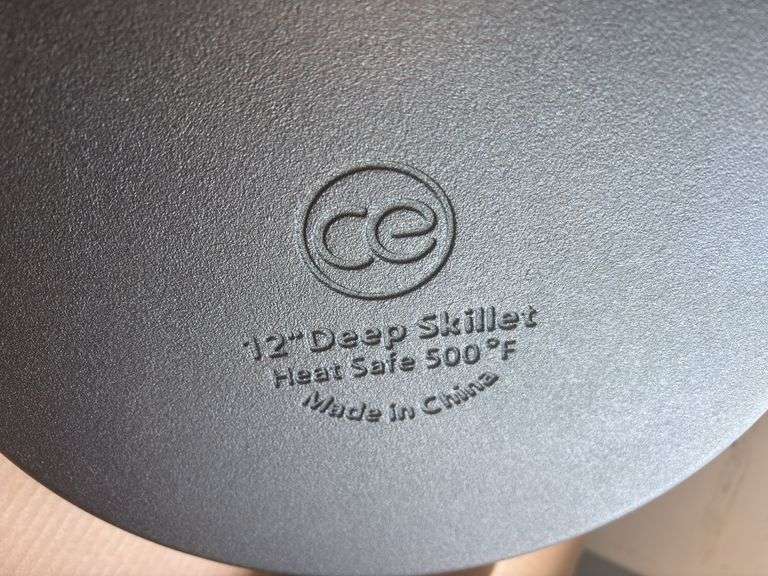 ce
12" Deep Skillet
Heat Safe 500°F
Made in China